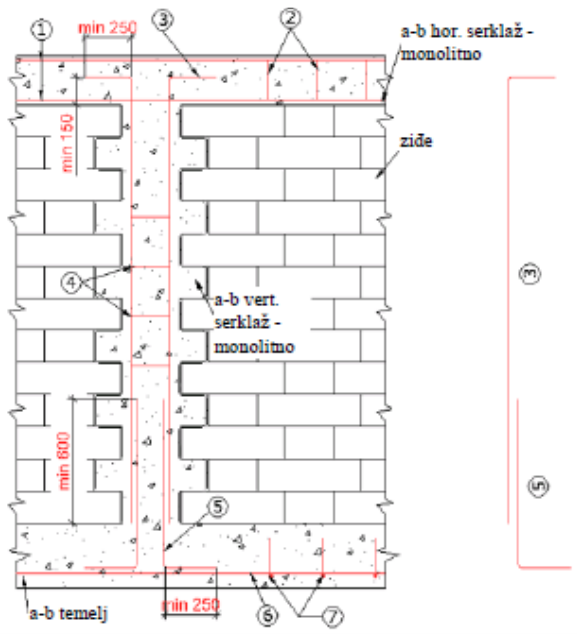 min 250
①
③
②
a-b hor. serklaž -
monolitno
min 150
ziđe
③
④
a-b vert.
serklaž -
monolitno
min 600
⑤
⑤
a-b temelj
min 250
⑥
⑦